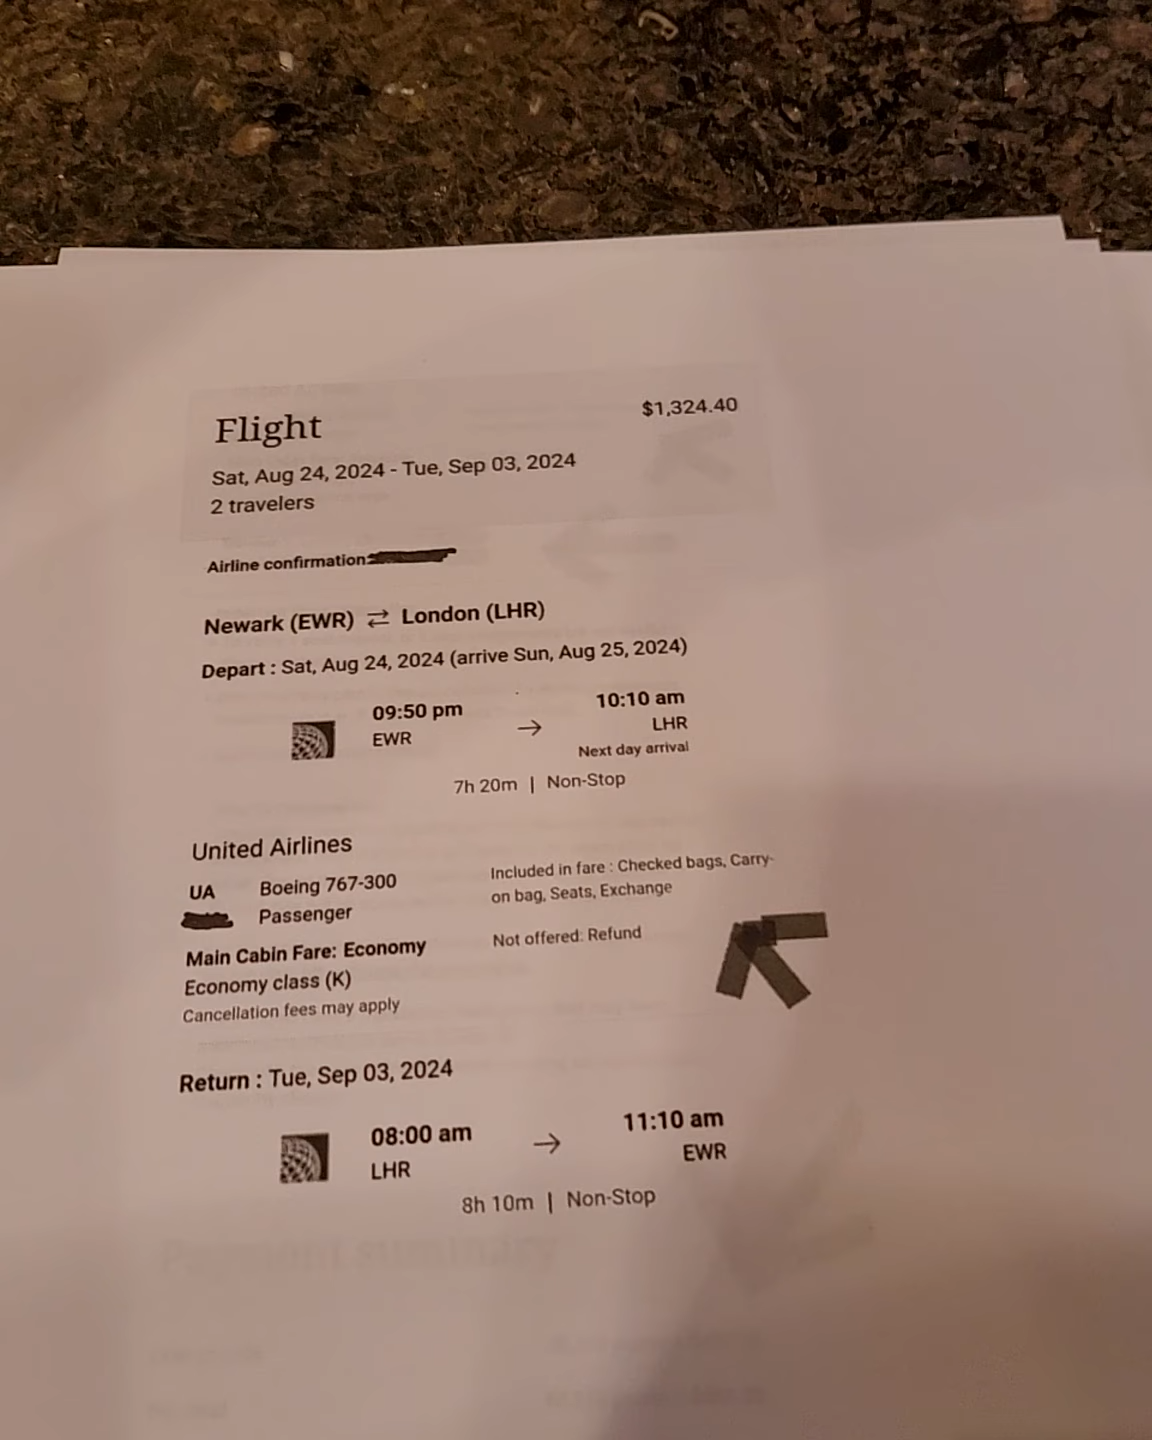 Flight
$1,324.40
Sat, Aug 24, 2024 - Tue, Sep 03, 2024
2 travelers
Airline confirmation:
Newark (EWR) ⇄ London (LHR)
Depart : Sat, Aug 24, 2024 (arrive Sun, Aug 25, 2024)
09:50 pm → 10:10 am
EWR LHR
Next day arrival
7h 20m | Non-Stop
United Airlines
UA Boeing 767-300
Passenger
Included in fare : Checked bags, Carry-
on bag, Seats, Exchange
Not offered: Refund
Main Cabin Fare: Economy
Economy class (K)
Cancellation fees may apply
Return : Tue, Sep 03, 2024
08:00 am → 11:10 am
LHR EWR
8h 10m | Non-Stop
Payment summary